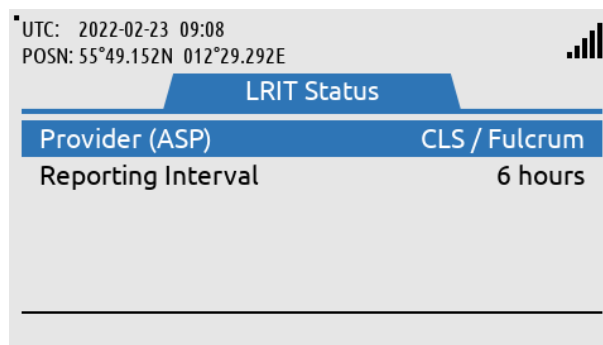 UTC: 2022-02-23 09:08
POSN: 55°49.152N 012°29.292E
LRIT Status
Provider (ASP) CLS / Fulcrum
Reporting Interval 6 hours